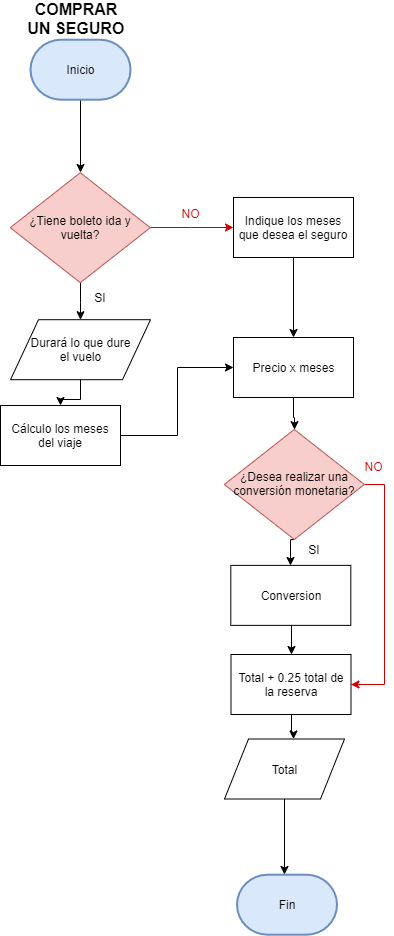 COMPRAR
UN SEGURO
Inicio
¿Tiene boleto ida y
vuelta?
NO
Indique los meses
que desea el seguro
SI
Durará lo que dure
el vuelo
Precio x meses
Cálculo los meses
del viaje
¿Desea realizar una
conversión monetaria?
NO
SI
Conversion
Total + 0.25 total de
la reserva
Total
Fin